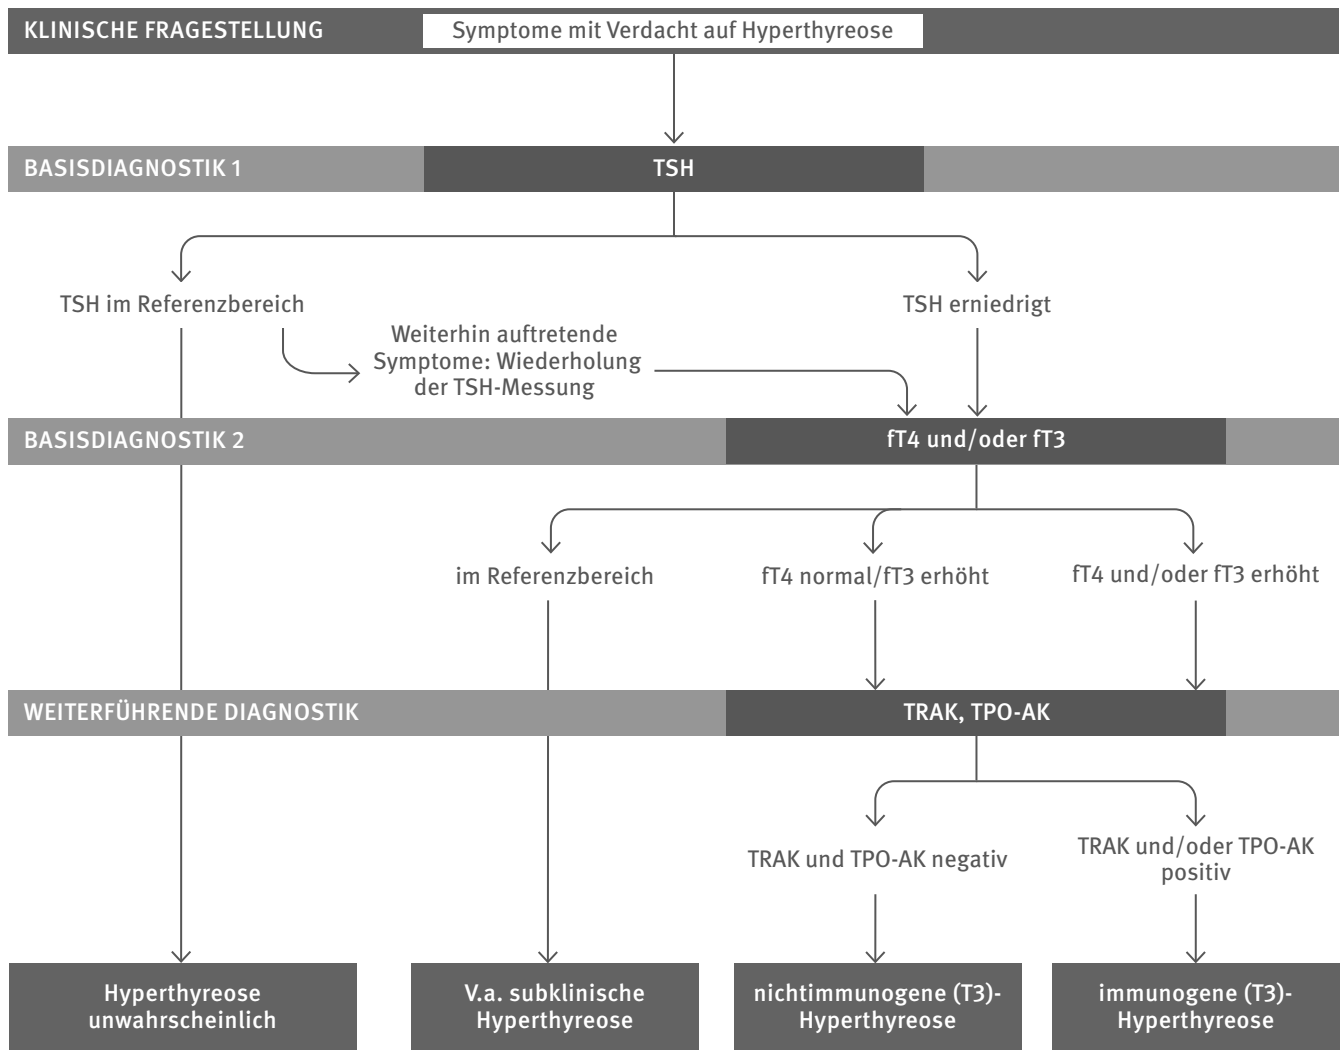 KLINISCHE FRAGESTELLUNG
Symptome mit Verdacht auf Hyperthyreose
BASISDIAGNOSTIK 1
TSH
TSH im Referenzbereich
TSH erniedrigt
Weiterhin auftretende
Symptome: Wiederholung
der TSH-Messung
BASISDIAGNOSTIK 2
fT4 und/oder fT3
im Referenzbereich
fT4 normal/fT3 erhöht
fT4 und/oder fT3 erhöht
WEITERFÜHRENDE DIAGNOSTIK
TRAK, TPO-AK
TRAK und TPO-AK negativ
TRAK und/oder TPO-AK
positiv
Hyperthyreose
unwahrscheinlich
V.a. subklinische
Hyperthyreose
nichtimmunogene (T3)-
Hyperthyreose
immunogene (T3)-
Hyperthyreose